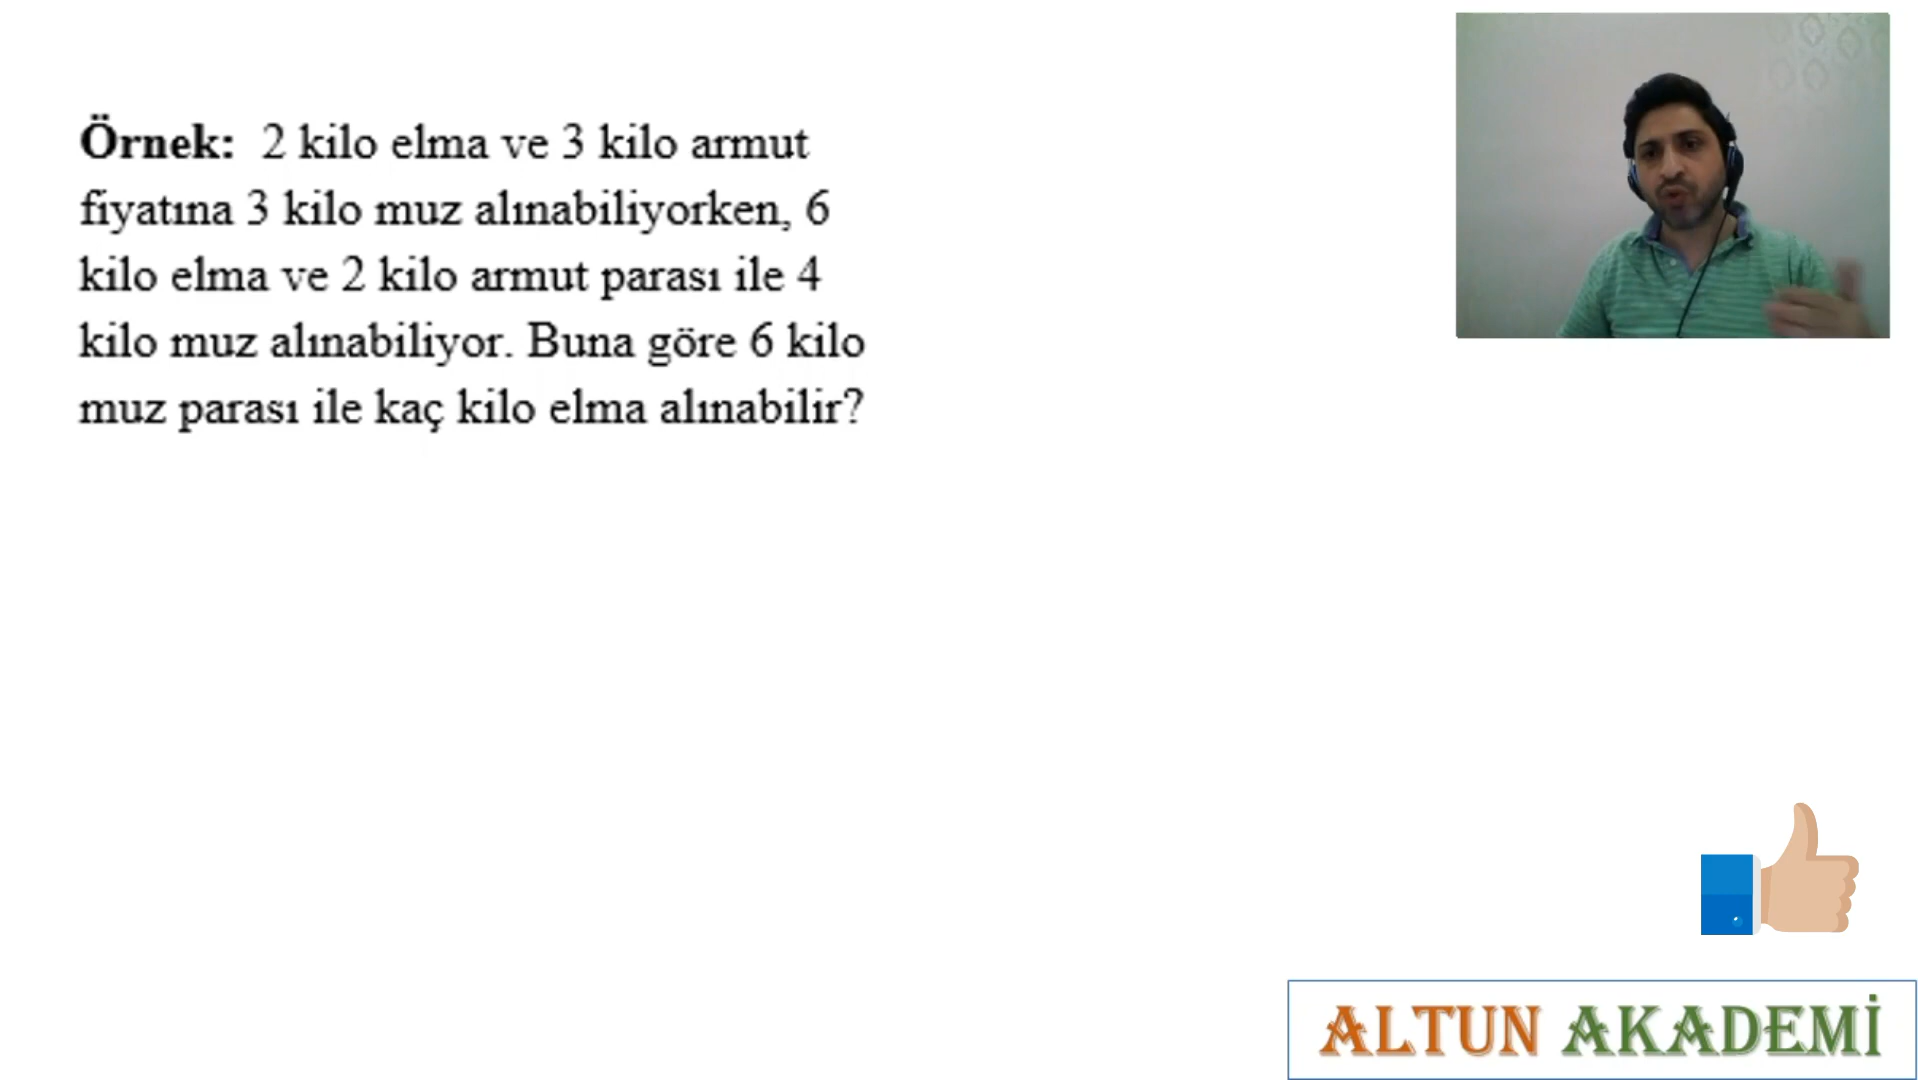 Örnek: 2 kilo elma ve 3 kilo armut
fiyatına 3 kilo muz alınabiliyorken, 6
kilo elma ve 2 kilo armut parası ile 4
kilo muz alınabiliyor. Buna göre 6 kilo
muz parası ile kaç kilo elma alınabilir?
ALTUN AKADEMİ